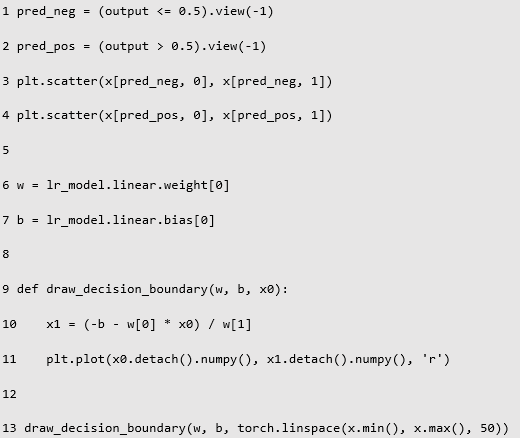 1 pred_neg = (output <= 0.5).view(-1)
2 pred_pos = (output > 0.5).view(-1)
3 plt.scatter(x[pred_neg, 0], x[pred_neg, 1])
4 plt.scatter(x[pred_pos, 0], x[pred_pos, 1])
5
6 w = lr_model.linear.weight[0]
7 b = lr_model.linear.bias[0]
8
9 def draw_decision_boundary(w, b, x0):
10    x1 = (-b - w[0] * x0) / w[1]
11    plt.plot(x0.detach().numpy(), x1.detach().numpy(), 'r')
12
13 draw_decision_boundary(w, b, torch.linspace(x.min(), x.max(), 50))